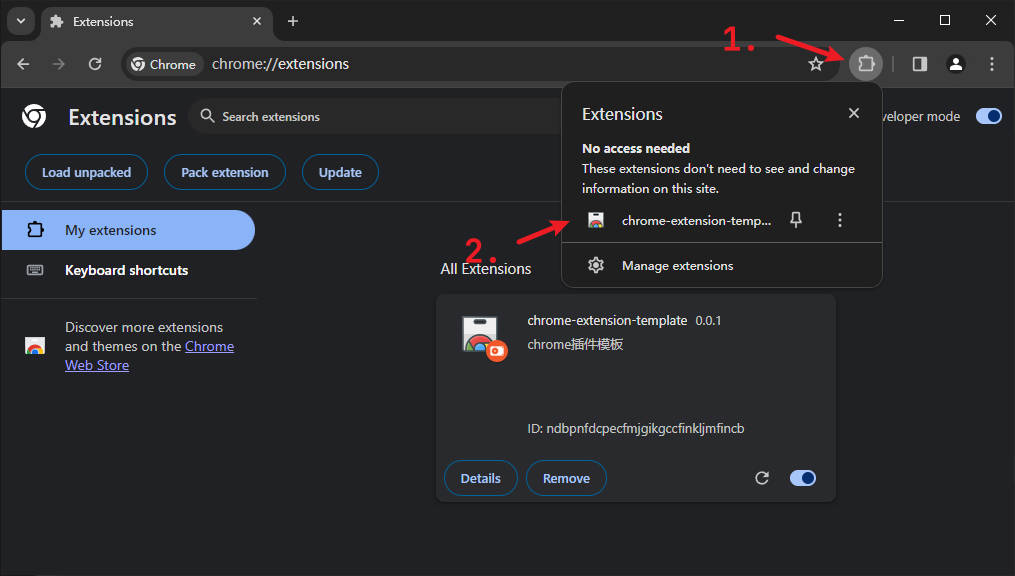 Extensions
1.
Chrome
chrome://extensions
Extensions
Search extensions
Extensions
veloper mode
Load unpacked
Pack extension
Update
No access needed
These extensions don't need to see and change
information on this site.
chrome-extension-temp...
2.
Manage extensions
My extensions
Keyboard shortcuts
Discover more extensions
and themes on the Chrome
Web Store
All Extensions
chrome-extension-template 0.0.1
chrome插件模板
ID: ndbpnfdcpecfmjgikgccfinkljmfincb
Details
Remove